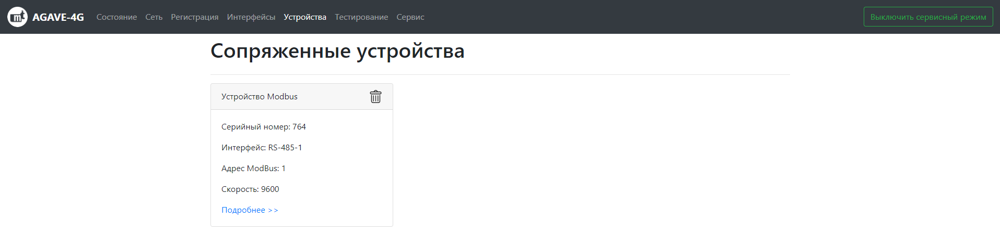 mt AGAVE-4G Состояние Сеть Регистрация Интерфейсы Устройства Тестирование Сервис Выключить сервисный режим
Сопряженные устройства
Устройство Modbus
Серийный номер: 764
Интерфейс: RS-485-1
Адрес ModBus: 1
Скорость: 9600
Подробнее >>